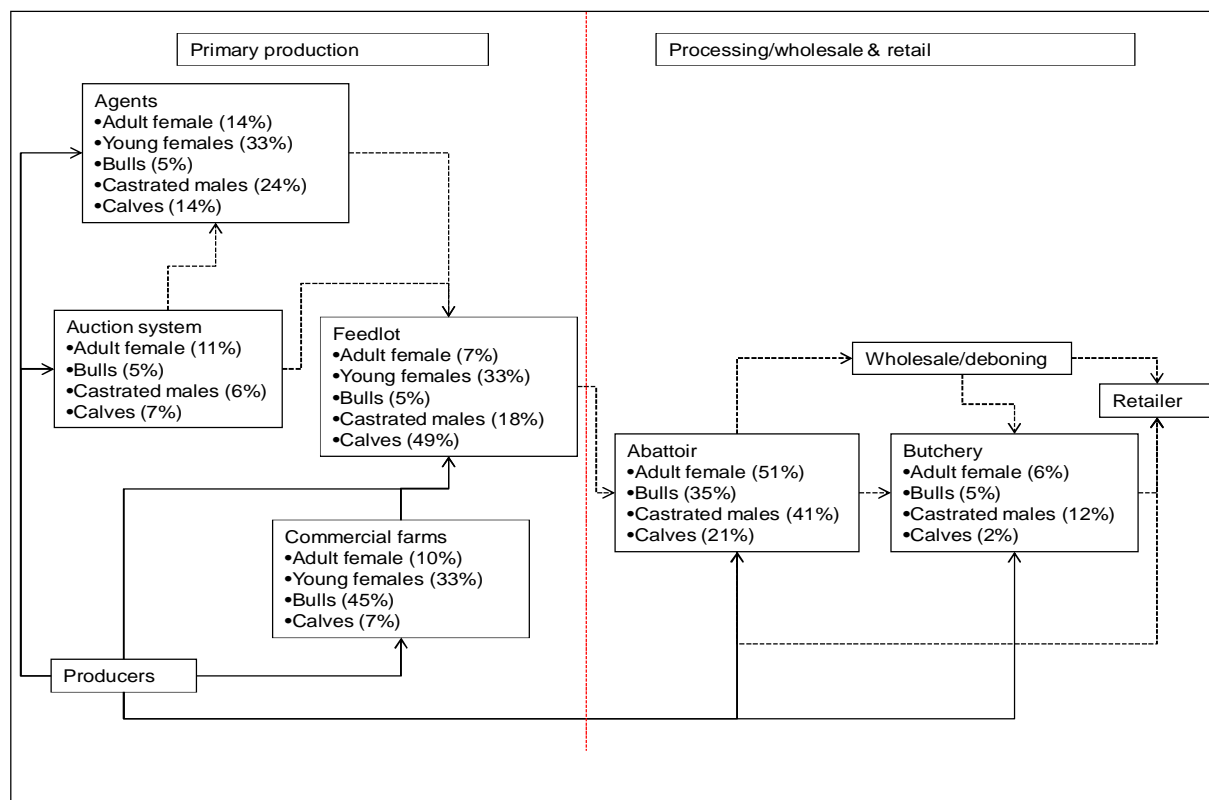 Primary production
Processing/wholesale & retail
Agents
•Adult female (14%)
•Young females (33%)
•Bulls (5%)
•Castrated males (24%)
•Calves (14%)
Auction system
•Adult female (11%)
•Bulls (5%)
•Castrated males (6%)
•Calves (7%)
Feedlot
•Adult female (7%)
•Young females (33%)
•Bulls (5%)
•Castrated males (18%)
•Calves (49%)
Wholesale/deboning
Retailer
Abattoir
•Adult female (51%)
•Bulls (35%)
•Castrated males (41%)
•Calves (21%)
Butchery
•Adult female (6%)
•Bulls (5%)
•Castrated males (12%)
•Calves (2%)
Commercial farms
•Adult female (10%)
•Young females (33%)
•Bulls (45%)
•Calves (7%)
Producers